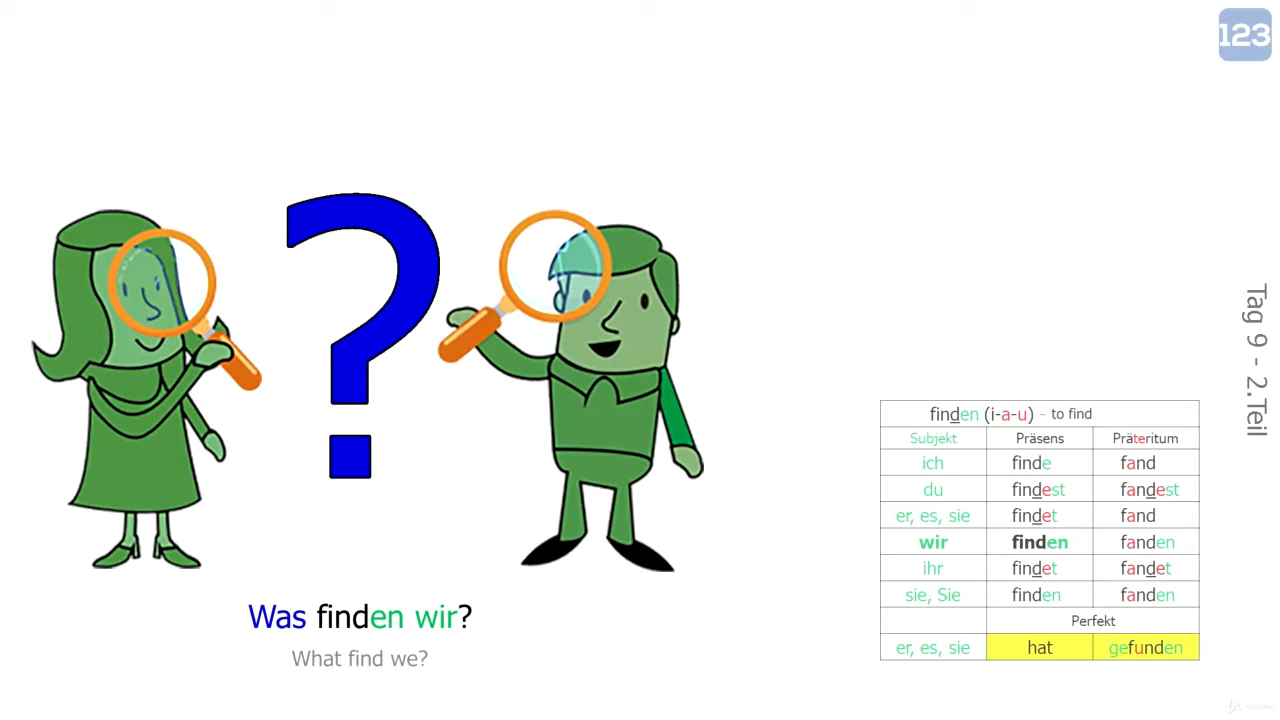 123
?
Was finden wir?
What find we?
finden (i-a-u) - to find
Subjekt Präsens Präteritum
ich finde fand
du findest fandest
er, es, sie findet fand
wir finden fanden
ihr findet fandet
sie, Sie finden fanden
Perfekt
er, es, sie hat gefunden
Tag 9 - 2.Teil